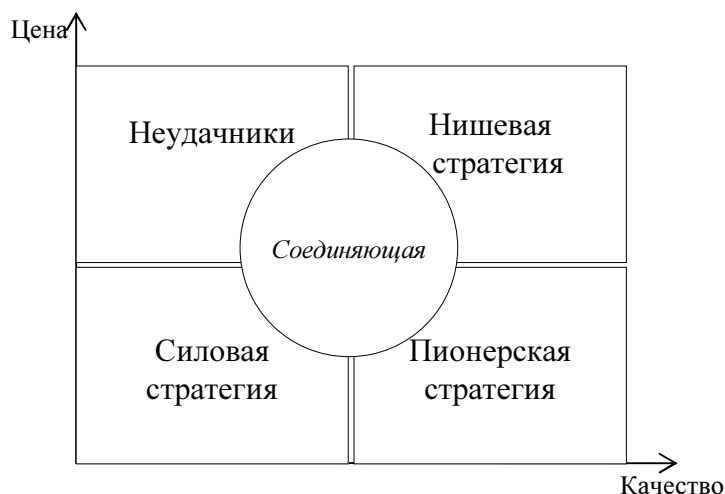 Цена
Неудачники
Нишевая
стратегия
Соединяющая
Силовая
стратегия
Пионерская
стратегия
Качество